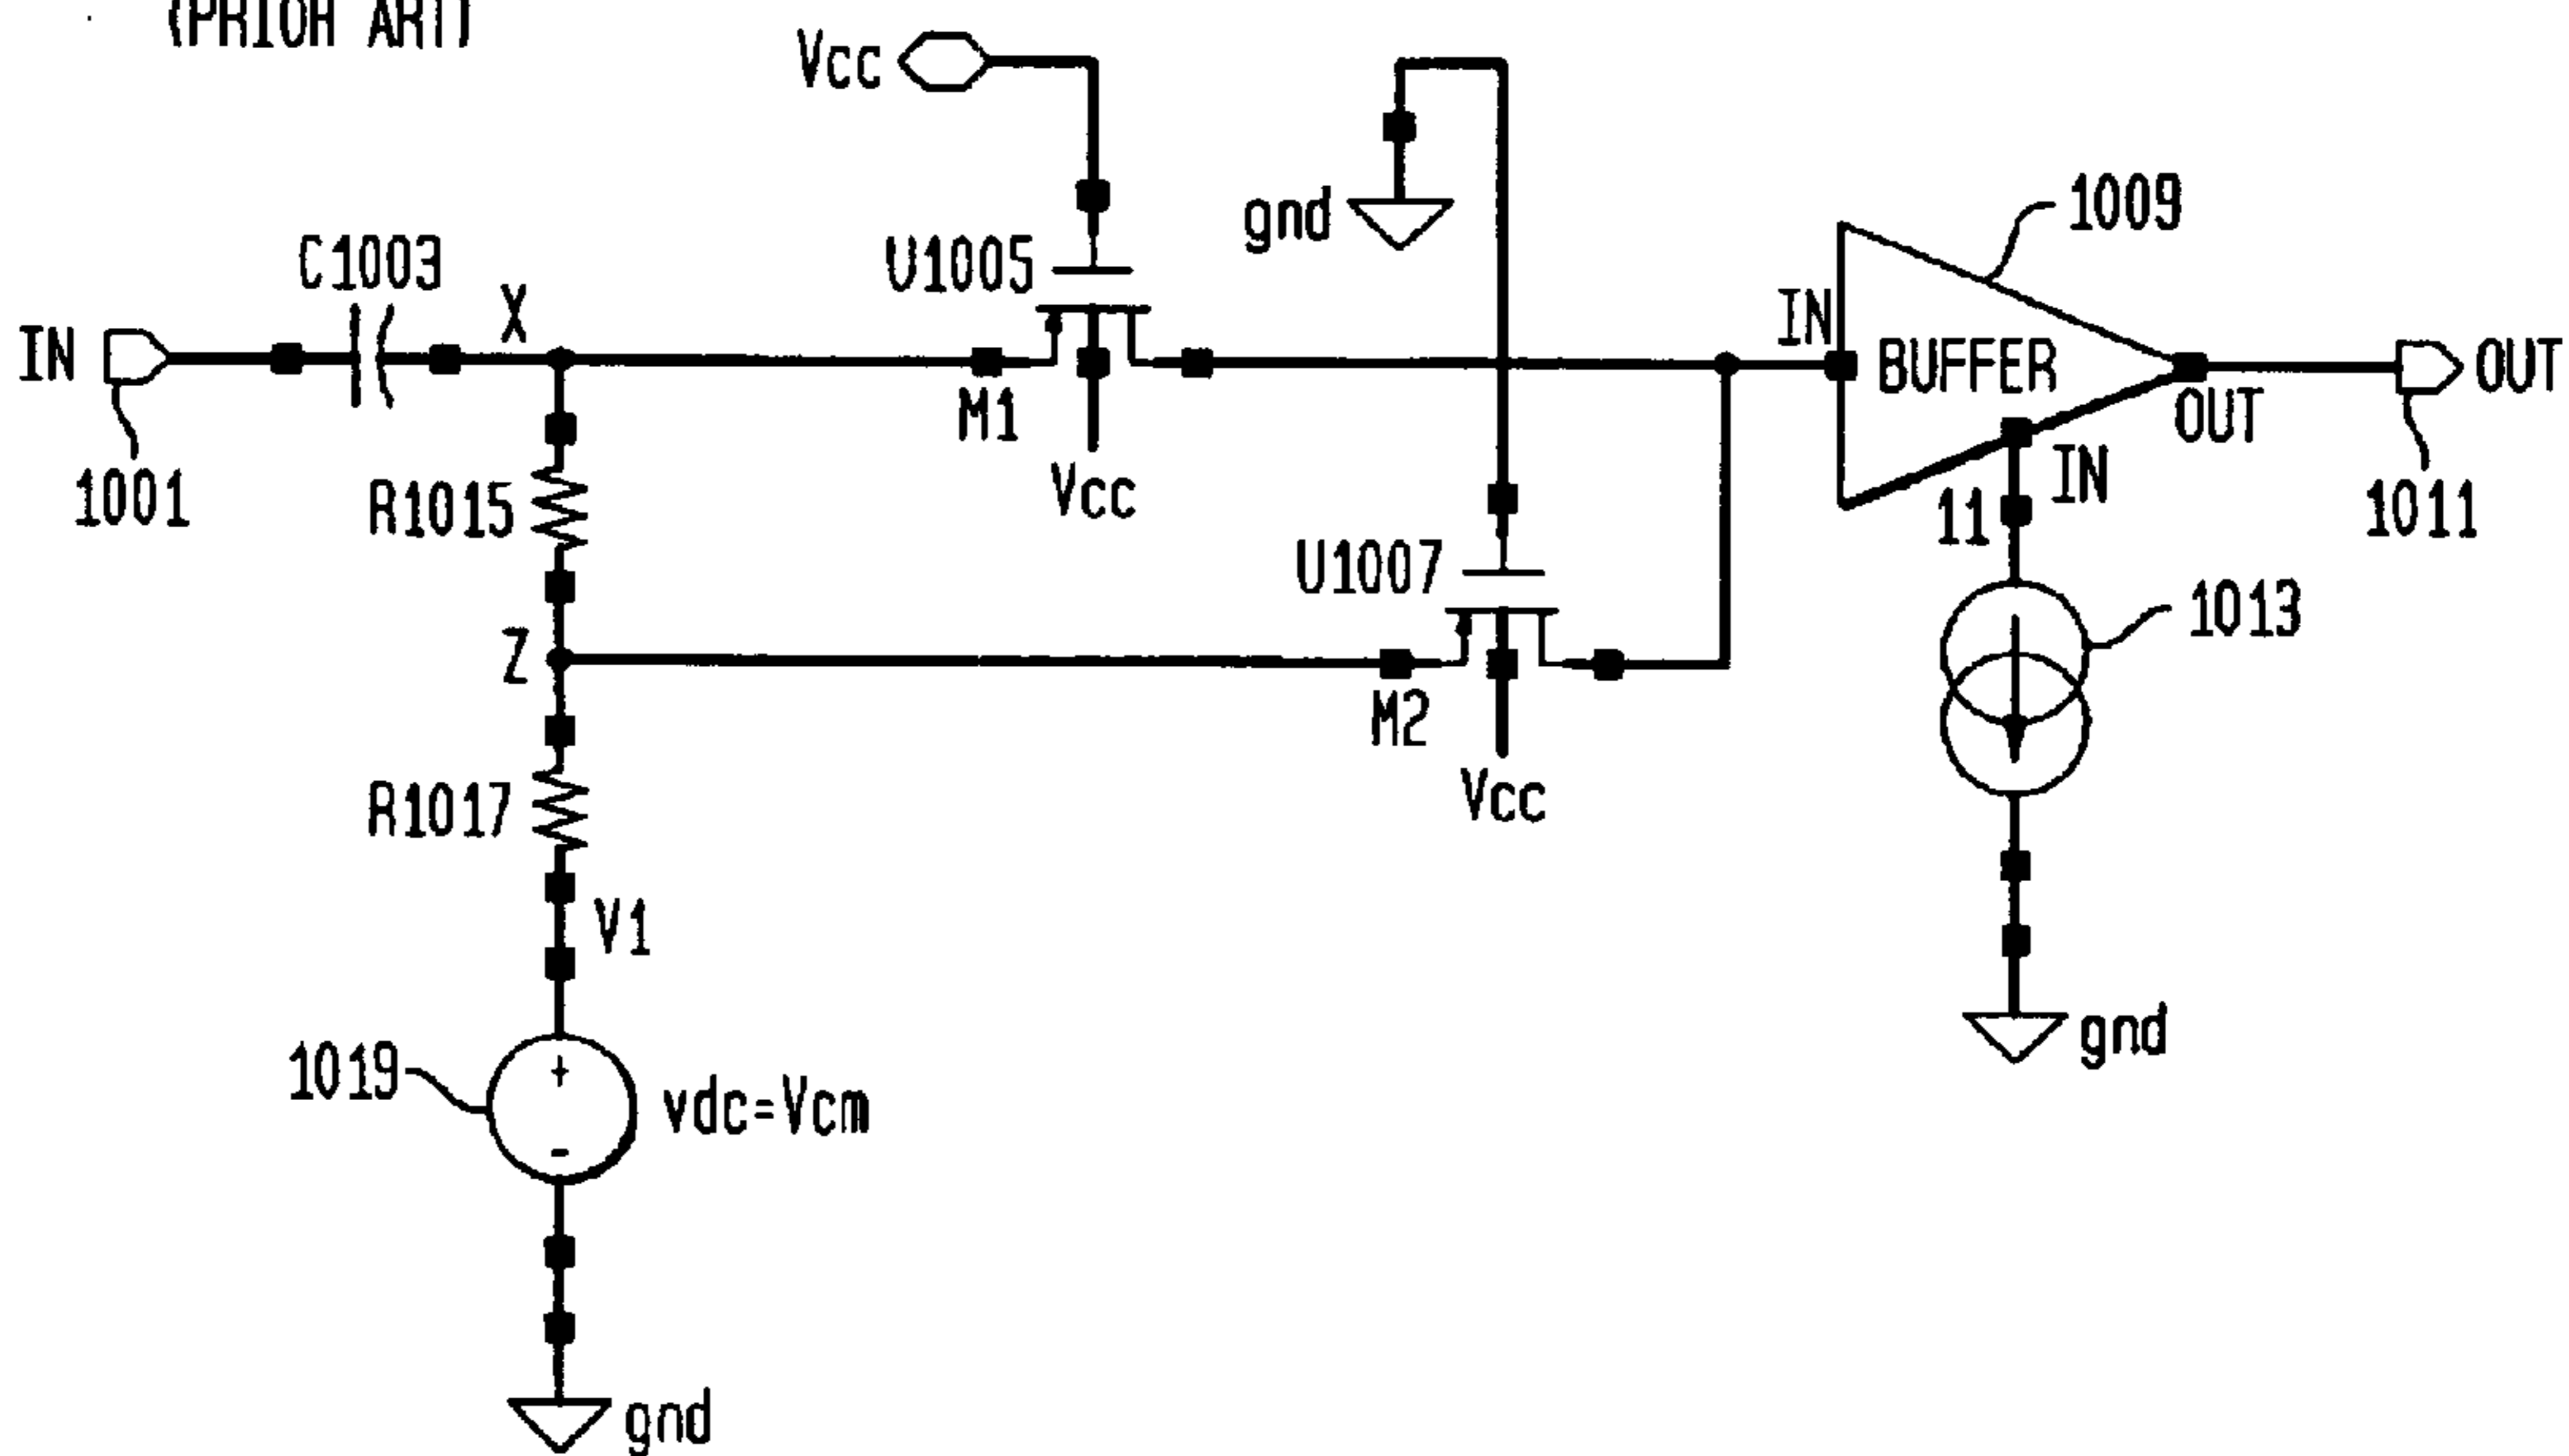 (PRIOR ART)
Vcc
gnd
1009
C1003
X
U1005
IN
IN
BUFFER
OUT
OUT
M1
Vcc
1001
R1015
11
IN
1011
U1007
1013
Z
M2
Vcc
R1017
V1
1019
+
-
vdc=Vcm
gnd
gnd